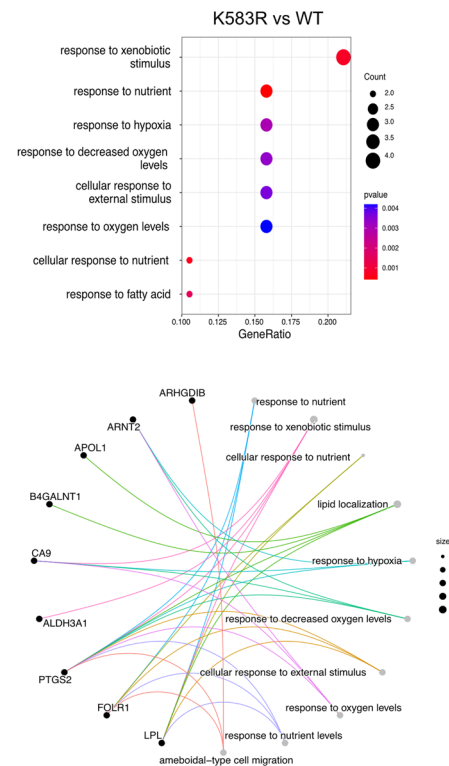 K583R vs WT
response to xenobiotic
stimulus
response to nutrient
response to hypoxia
response to decreased oxygen
levels
cellular response to
external stimulus
response to oxygen levels
cellular response to nutrient
response to fatty acid
0.100 0.125 0.150 0.175 0.200
GeneRatio
Count
2.0
2.5
3.0
3.5
4.0
pvalue
0.004
0.003
0.002
0.001
ARHGDIB
ARNT2
APOL1
B4GALNT1
CA9
ALDH3A1
PTGS2
FOLR1
LPL
response to nutrient
response to xenobiotic stimulus
cellular response to nutrient
lipid localization
response to hypoxia
response to decreased oxygen levels
cellular response to external stimulus
response to oxygen levels
response to nutrient levels
ameboidal−type cell migration
size